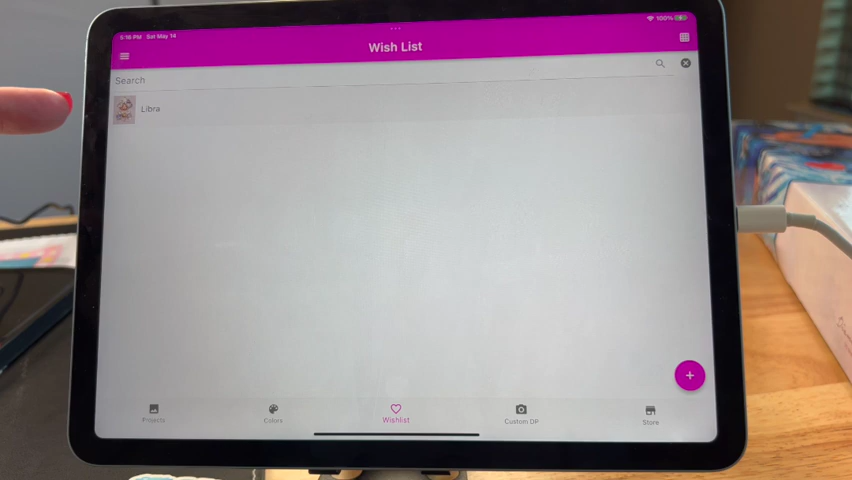 5:18 PM Sat May 14
100%
Wish List
Search
Libra
Projects
Colors
Wishlist
Custom DP
Store